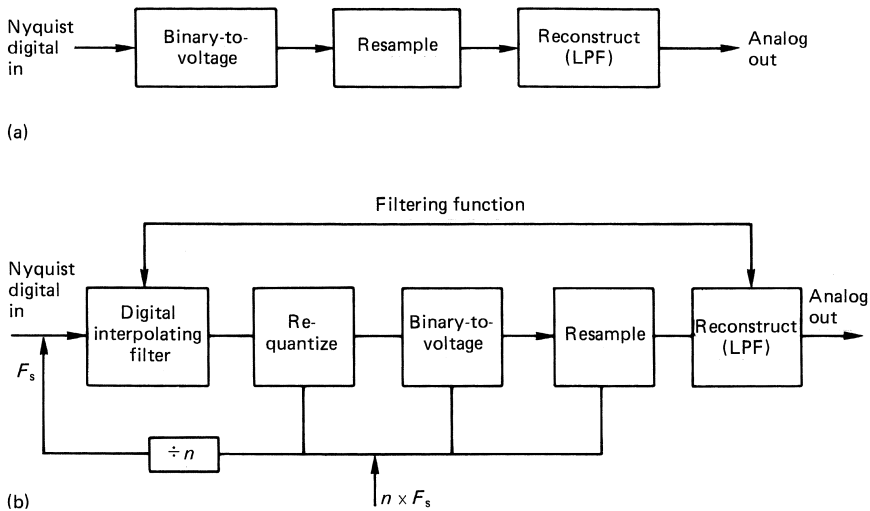 Nyquist
digital
in
Binary-to-
voltage
Resample
Reconstruct
(LPF)
Analog
out
(a)
Filtering function
Nyquist
digital
in
Digital
interpolating
filter
Re-
quantize
Binary-to-
voltage
Resample
Reconstruct
(LPF)
Analog
out
Fs
÷ n
n × Fs
(b)